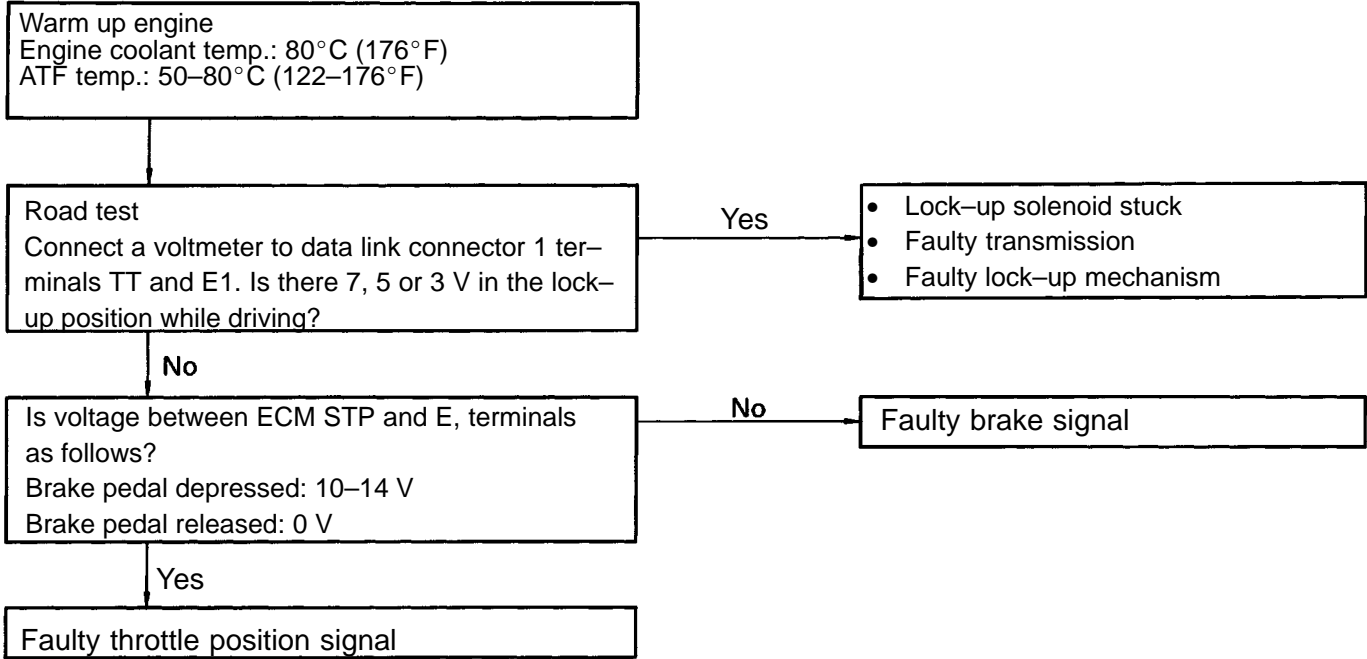 Warm up engine
Engine coolant temp.: 80°C (176°F)
ATF temp.: 50–80°C (122–176°F)
Road test
Connect a voltmeter to data link connector 1 ter–
minals TT and E1. Is there 7, 5 or 3 V in the lock–
up position while driving?
Yes
• Lock–up solenoid stuck
• Faulty transmission
• Faulty lock–up mechanism
No
Is voltage between ECM STP and E, terminals
as follows?
Brake pedal depressed: 10–14 V
Brake pedal released: 0 V
No
Faulty brake signal
Yes
Faulty throttle position signal